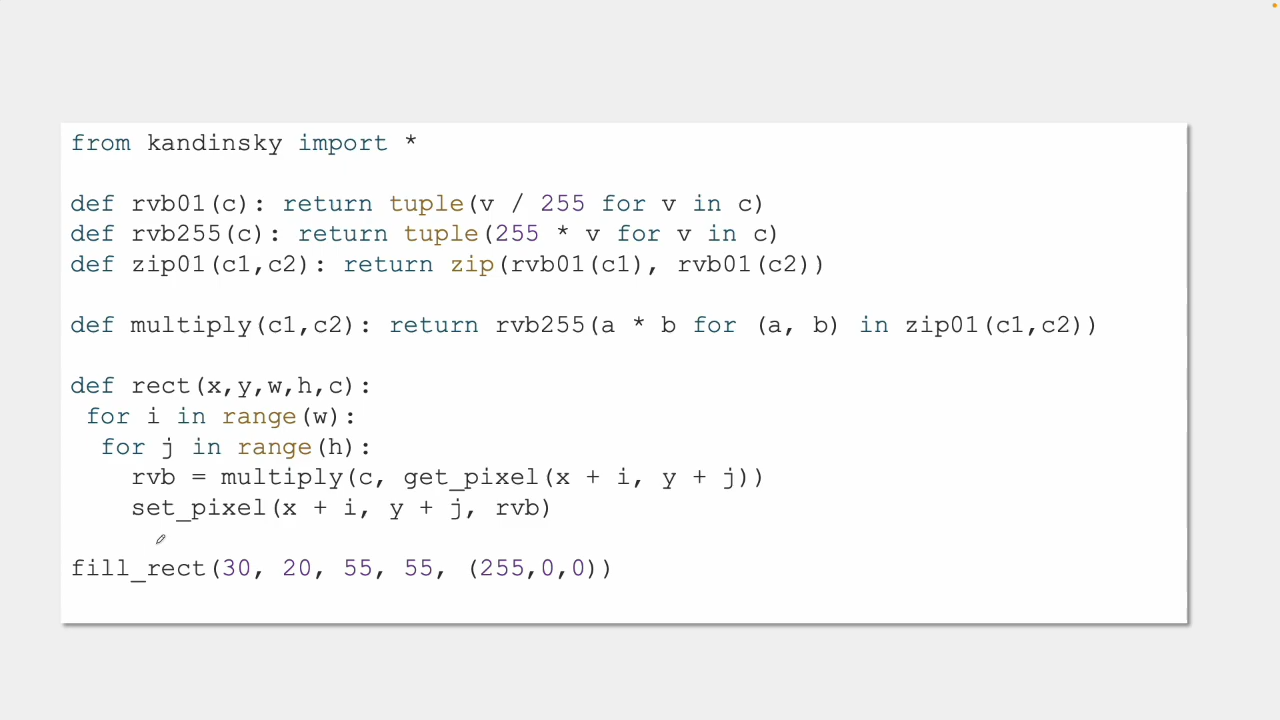 from kandinsky import *
def rvb01(c): return tuple(v / 255 for v in c)
def rvb255(c): return tuple(255 * v for v in c)
def zip01(c1,c2): return zip(rvb01(c1), rvb01(c2))
def multiply(c1,c2): return rvb255(a * b for (a, b) in zip01(c1,c2))
def rect(x,y,w,h,c):
 for i in range(w):
  for j in range(h):
    rvb = multiply(c, get_pixel(x + i, y + j))
    set_pixel(x + i, y + j, rvb)
fill_rect(30, 20, 55, 55, (255,0,0))